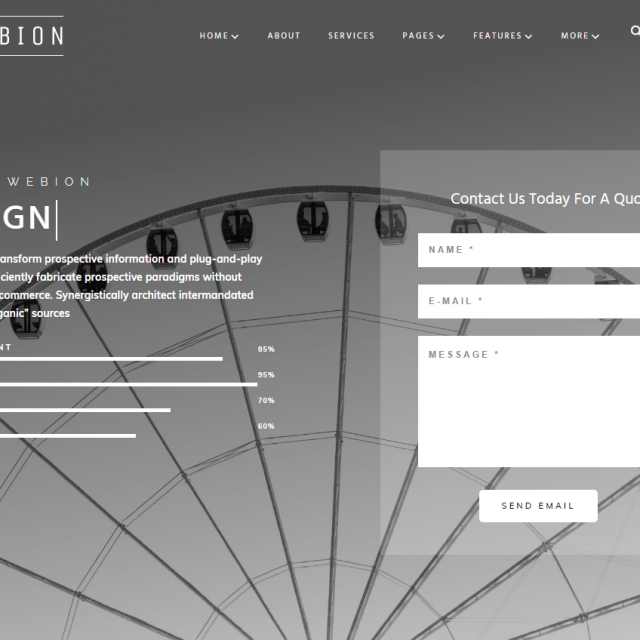 BION
HOME
ABOUT
SERVICES
PAGES
FEATURES
MORE
WEBION
IGN
ransform prospective information and plug-and-play
ciently fabricate prospective paradigms without
commerce. Synergistically architect intermandated
ganic" sources
NT
85%
95%
70%
60%
Contact Us Today For A Quo
NAME *
E-MAIL *
MESSAGE *
SEND EMAIL